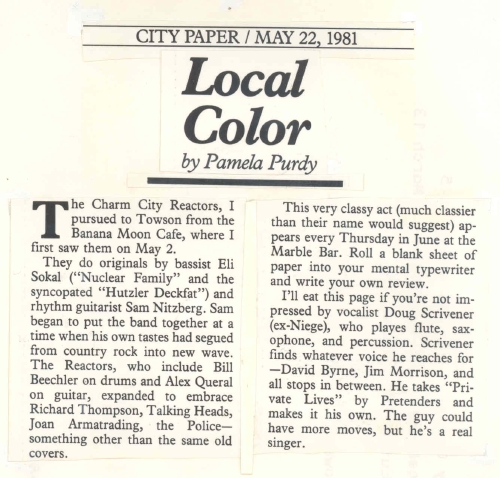 CITY PAPER / MAY 22, 1981
Local
Color
by Pamela Purdy
The Charm City Reactors, I
pursued to Towson from the
Banana Moon Cafe, where I
first saw them on May 2.
They do originals by bassist Eli
Sokal (“Nuclear Family” and the
syncopated “Hutzler Deckfat”) and
rhythm guitarist Sam Nitzberg. Sam
began to put the band together at a
time when his own tastes had segued
from country rock into new wave.
The Reactors, who include Bill
Beechler on drums and Alex Queral
on guitar, expanded to embrace
Richard Thompson, Talking Heads,
Joan Armatrading, the Police—
something other than the same old
covers.
This very classy act (much classier
than their name would suggest) ap-
pears every Thursday in June at the
Marble Bar. Roll a blank sheet of
paper into your mental typewriter
and write your own review.
I'll eat this page if you're not im-
pressed by vocalist Doug Scrivener
(ex-Niege), who playes flute, sax-
ophone, and percussion. Scrivener
finds whatever voice he reaches for
—David Byrne, Jim Morrison, and
all stops in between. He takes “Pri-
vate Lives” by Pretenders and
makes it his own. The guy could
have more moves, but he's a real
singer.